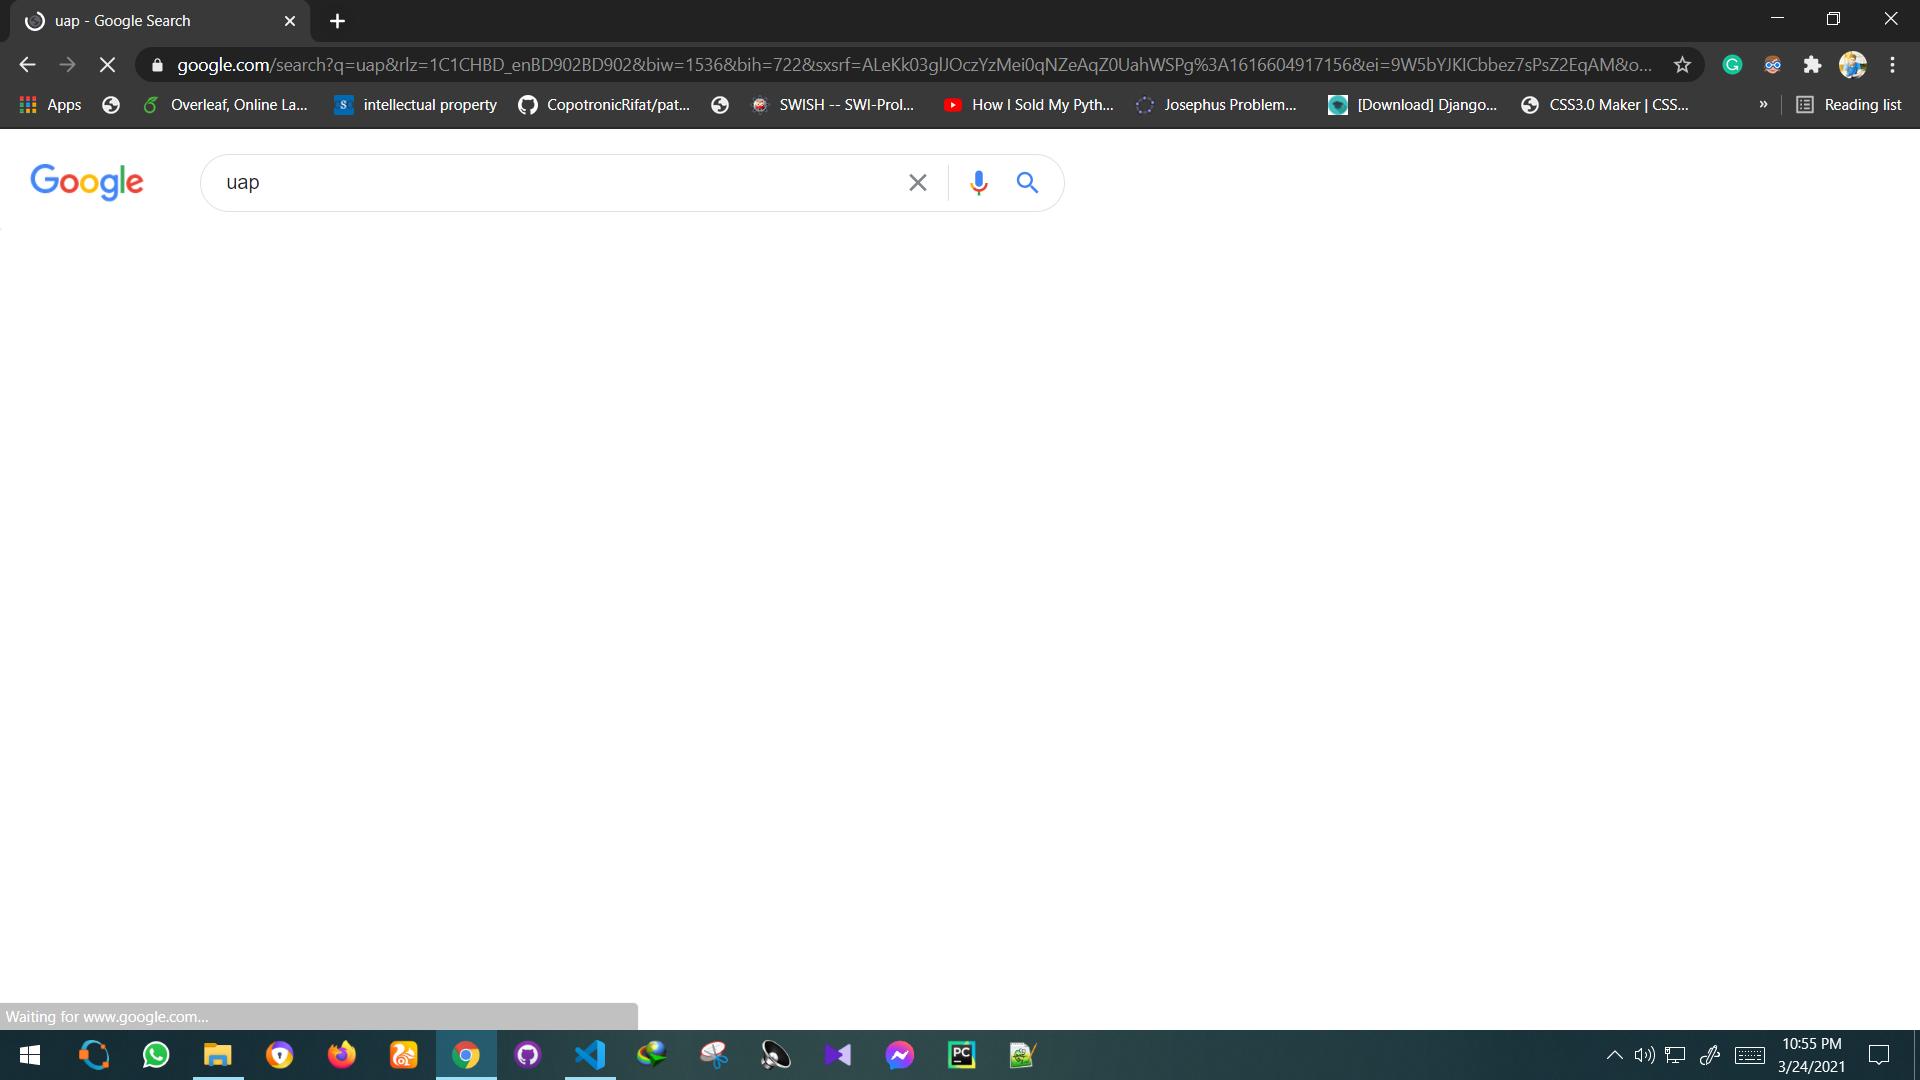 uap - Google Search
google.com/search?q=uap&rlz=1C1CHBD_enBD902BD902&biw=1536&bih=722&sxsrf=ALeKk03glJOczYzMei0qNZeAqZ0UahWSPg%3A1616604917156&ei=9W5bYJKICbbez7sPsZ2EqAM&o...
Apps Overleaf, Online La... intellectual property CopotronicRifat/pat... SWISH -- SWI-Prol... How I Sold My Pyth... Josephus Problem... [Download] Django... CSS3.0 Maker | CSS... » Reading list
Google uap
Waiting for www.google.com...
10:55 PM
3/24/2021